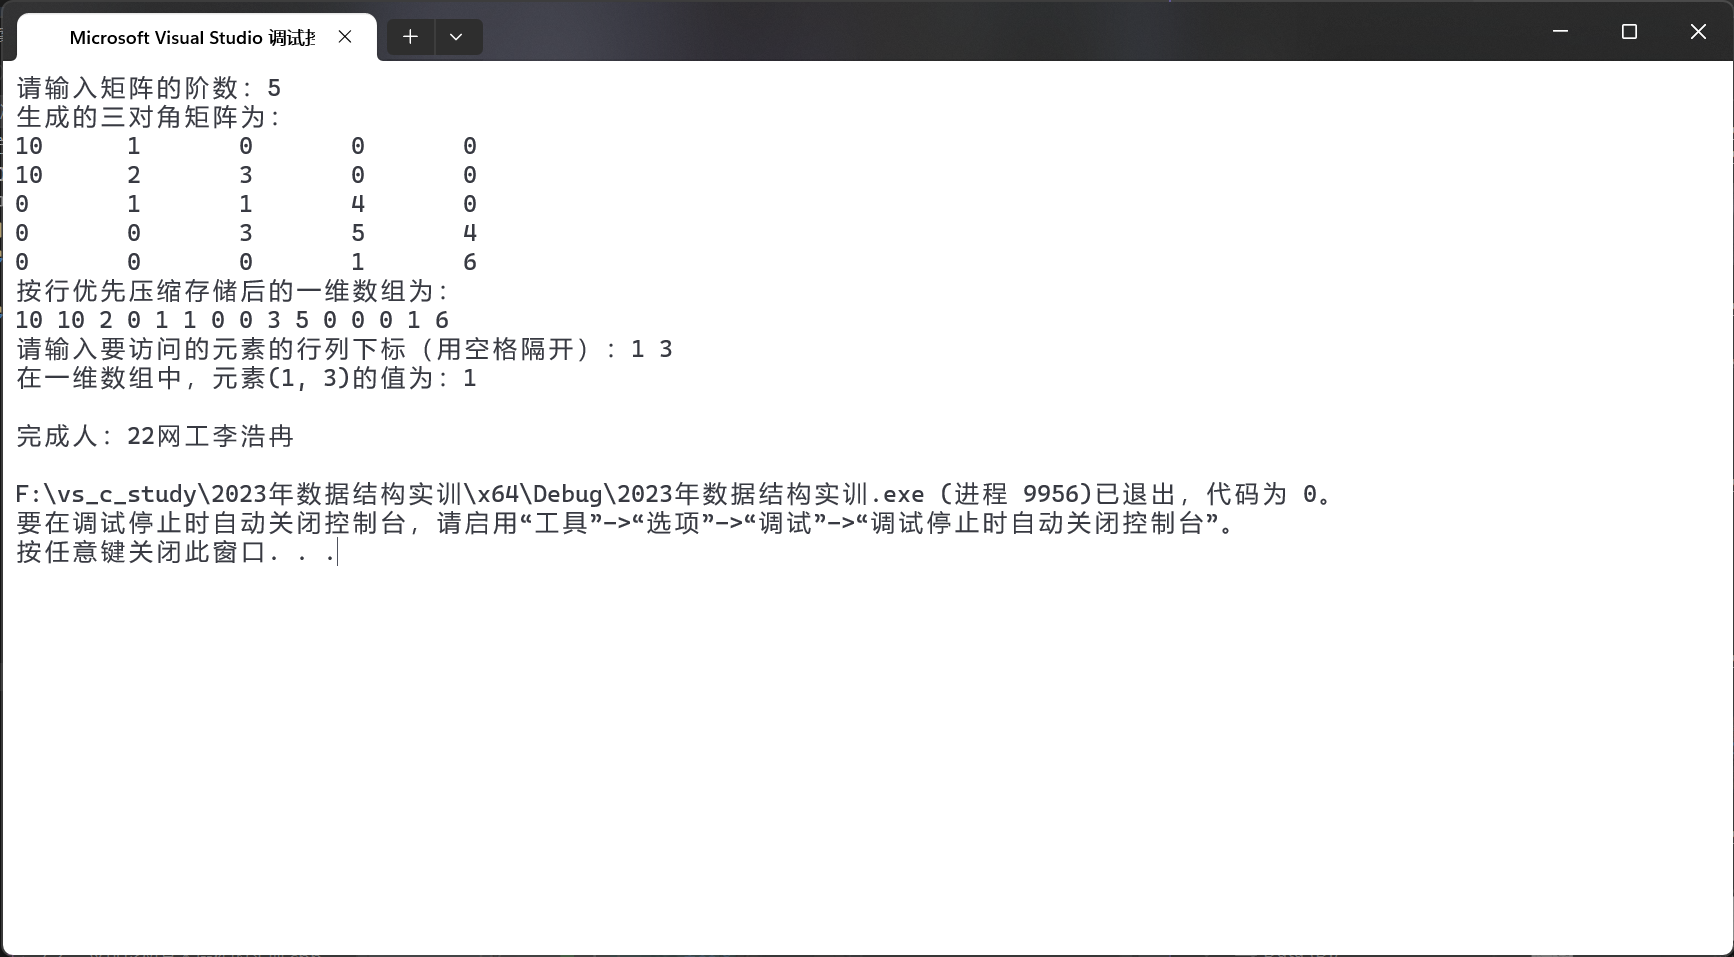 Microsoft Visual Studio 调试
请输入矩阵的阶数：5
生成的三对角矩阵为：
10 1 0 0 0
10 2 3 0 0
0 1 1 4 0
0 0 3 5 4
0 0 0 1 6
按行优先压缩存储后的一维数组为：
10 10 2 0 1 1 0 0 3 5 0 0 0 1 6
请输入要访问的元素的行列下标（用空格隔开）：1 3
在一维数组中，元素(1, 3)的值为：1
完成人：22网工李浩冉
F:\vs_c_study\2023年数据结构实训\x64\Debug\2023年数据结构实训.exe (进程 9956)已退出，代码为 0。
要在调试停止时自动关闭控制台，请启用“工具”->“选项”->“调试”->“调试停止时自动关闭控制台”。
按任意键关闭此窗口. . .